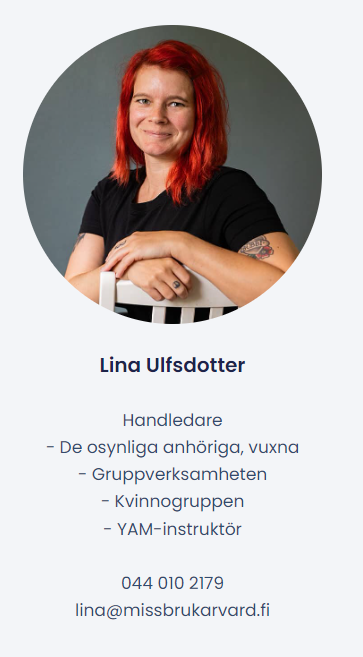 Lina Ulfsdotter
Handledare
- De osynliga anhöriga, vuxna
- Gruppverksamheten
- Kvinnogruppen
- YAM-instruktör
044 010 2179
lina@missbrukarvard.fi